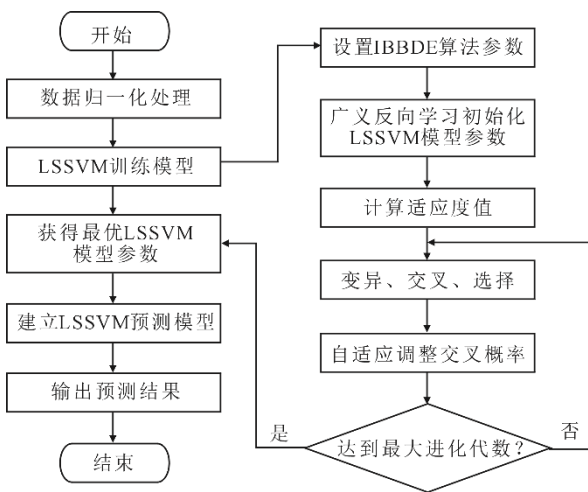 开始
数据归一化处理
LSSVM训练模型
获得最优LSSVM
模型参数
建立LSSVM预测模型
输出预测结果
结束
设置IBBDE算法参数
广义反向学习初始化
LSSVM模型参数
计算适应度值
变异、交叉、选择
自适应调整交叉概率
达到最大进化代数?
是
否